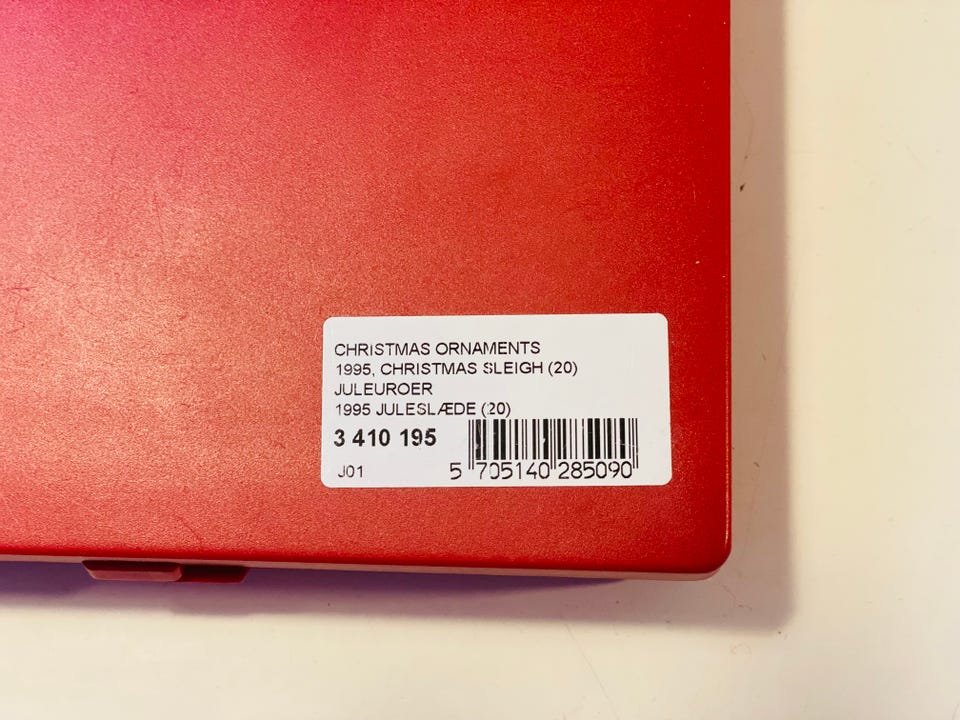 CHRISTMAS ORNAMENTS
1995, CHRISTMAS SLEIGH (20)
JULEUROER
1995 JULESLÆDE (20)
3 410 195
J01
5 705140 285090